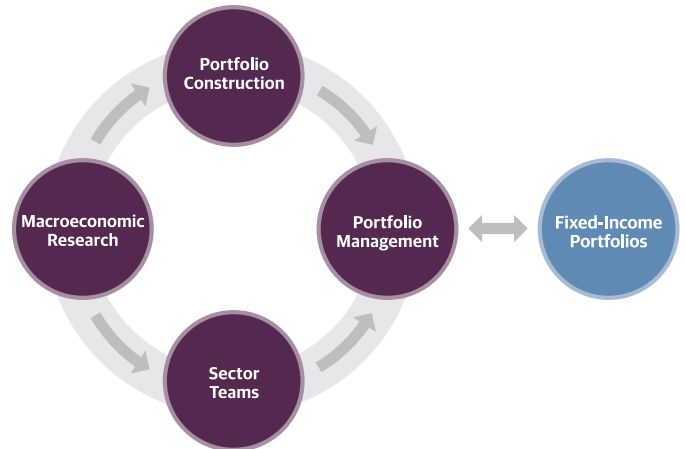 Portfolio
Construction
Macroeconomic
Research
Portfolio
Management
Fixed-Income
Portfolios
Sector
Teams